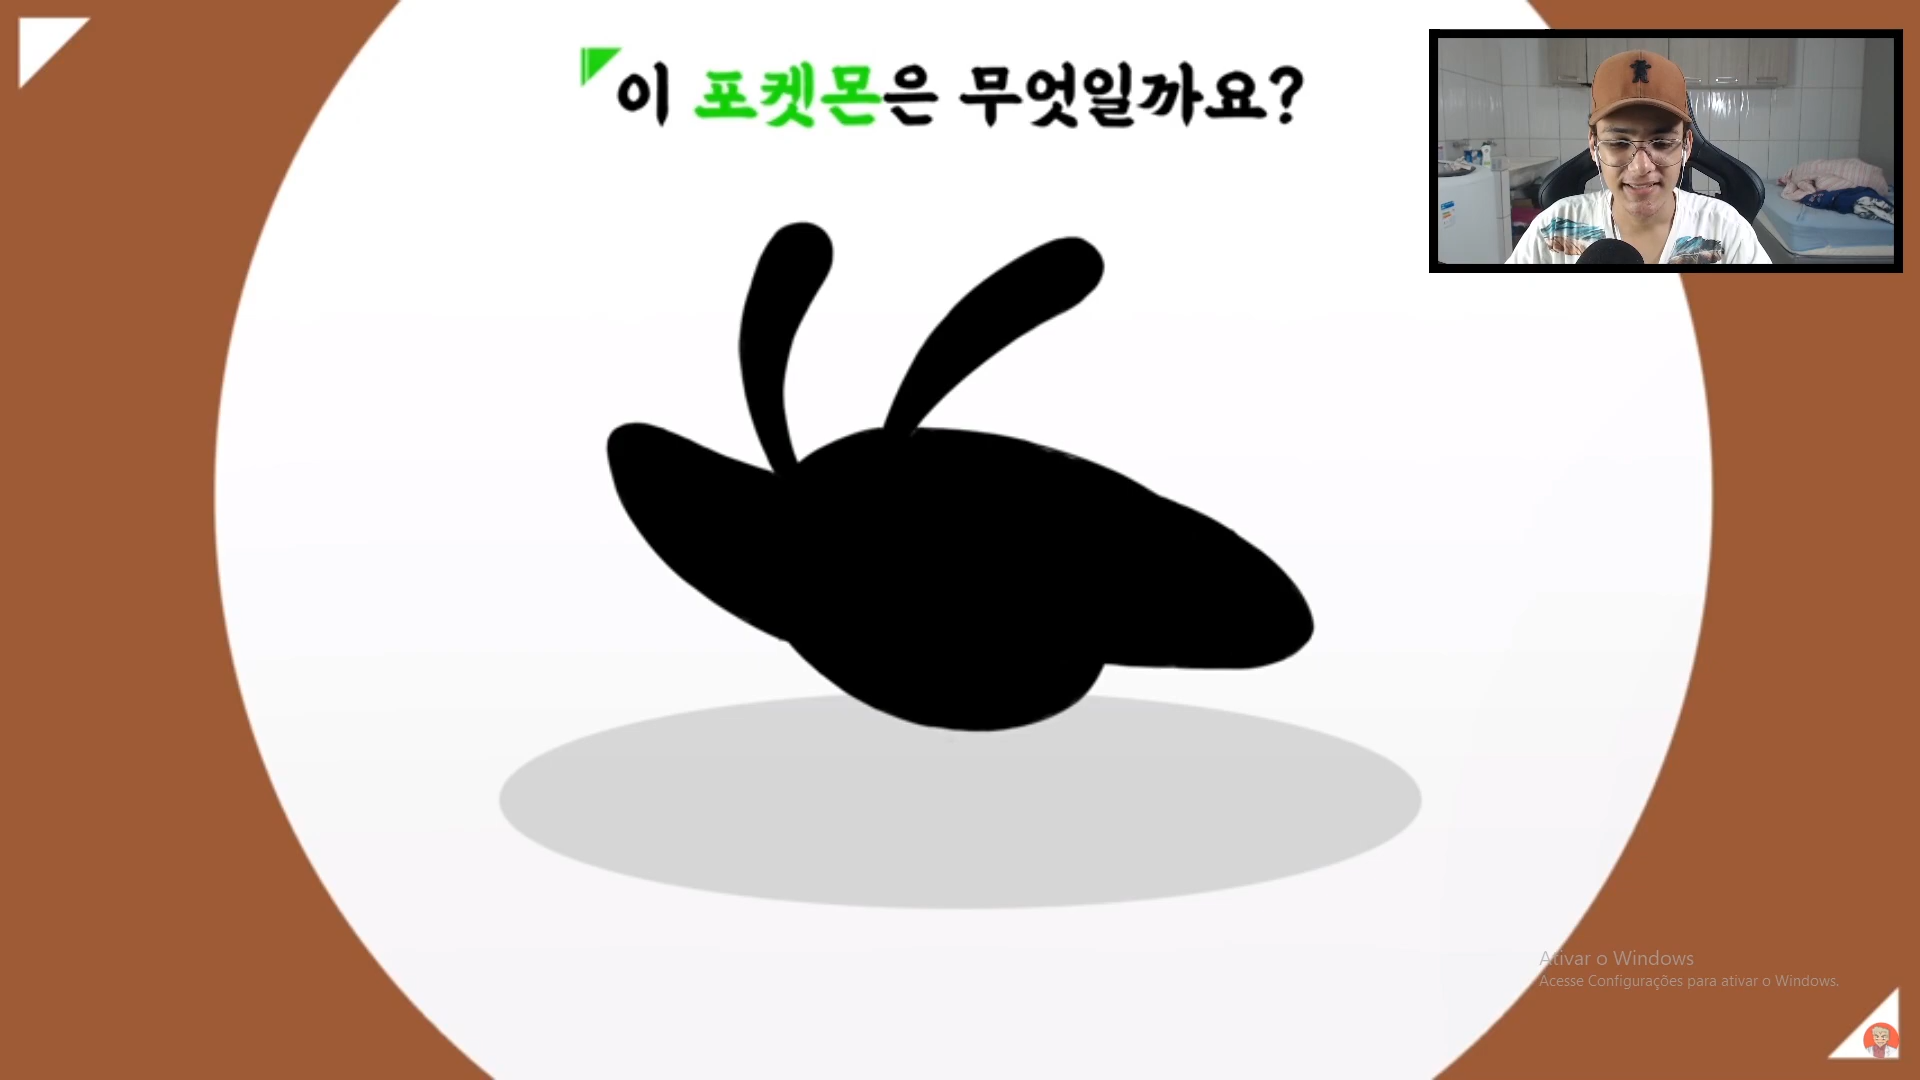 이 포켓몬은 무엇일까요?
Ativar o Windows
Acesse Configurações para ativar o Windows.